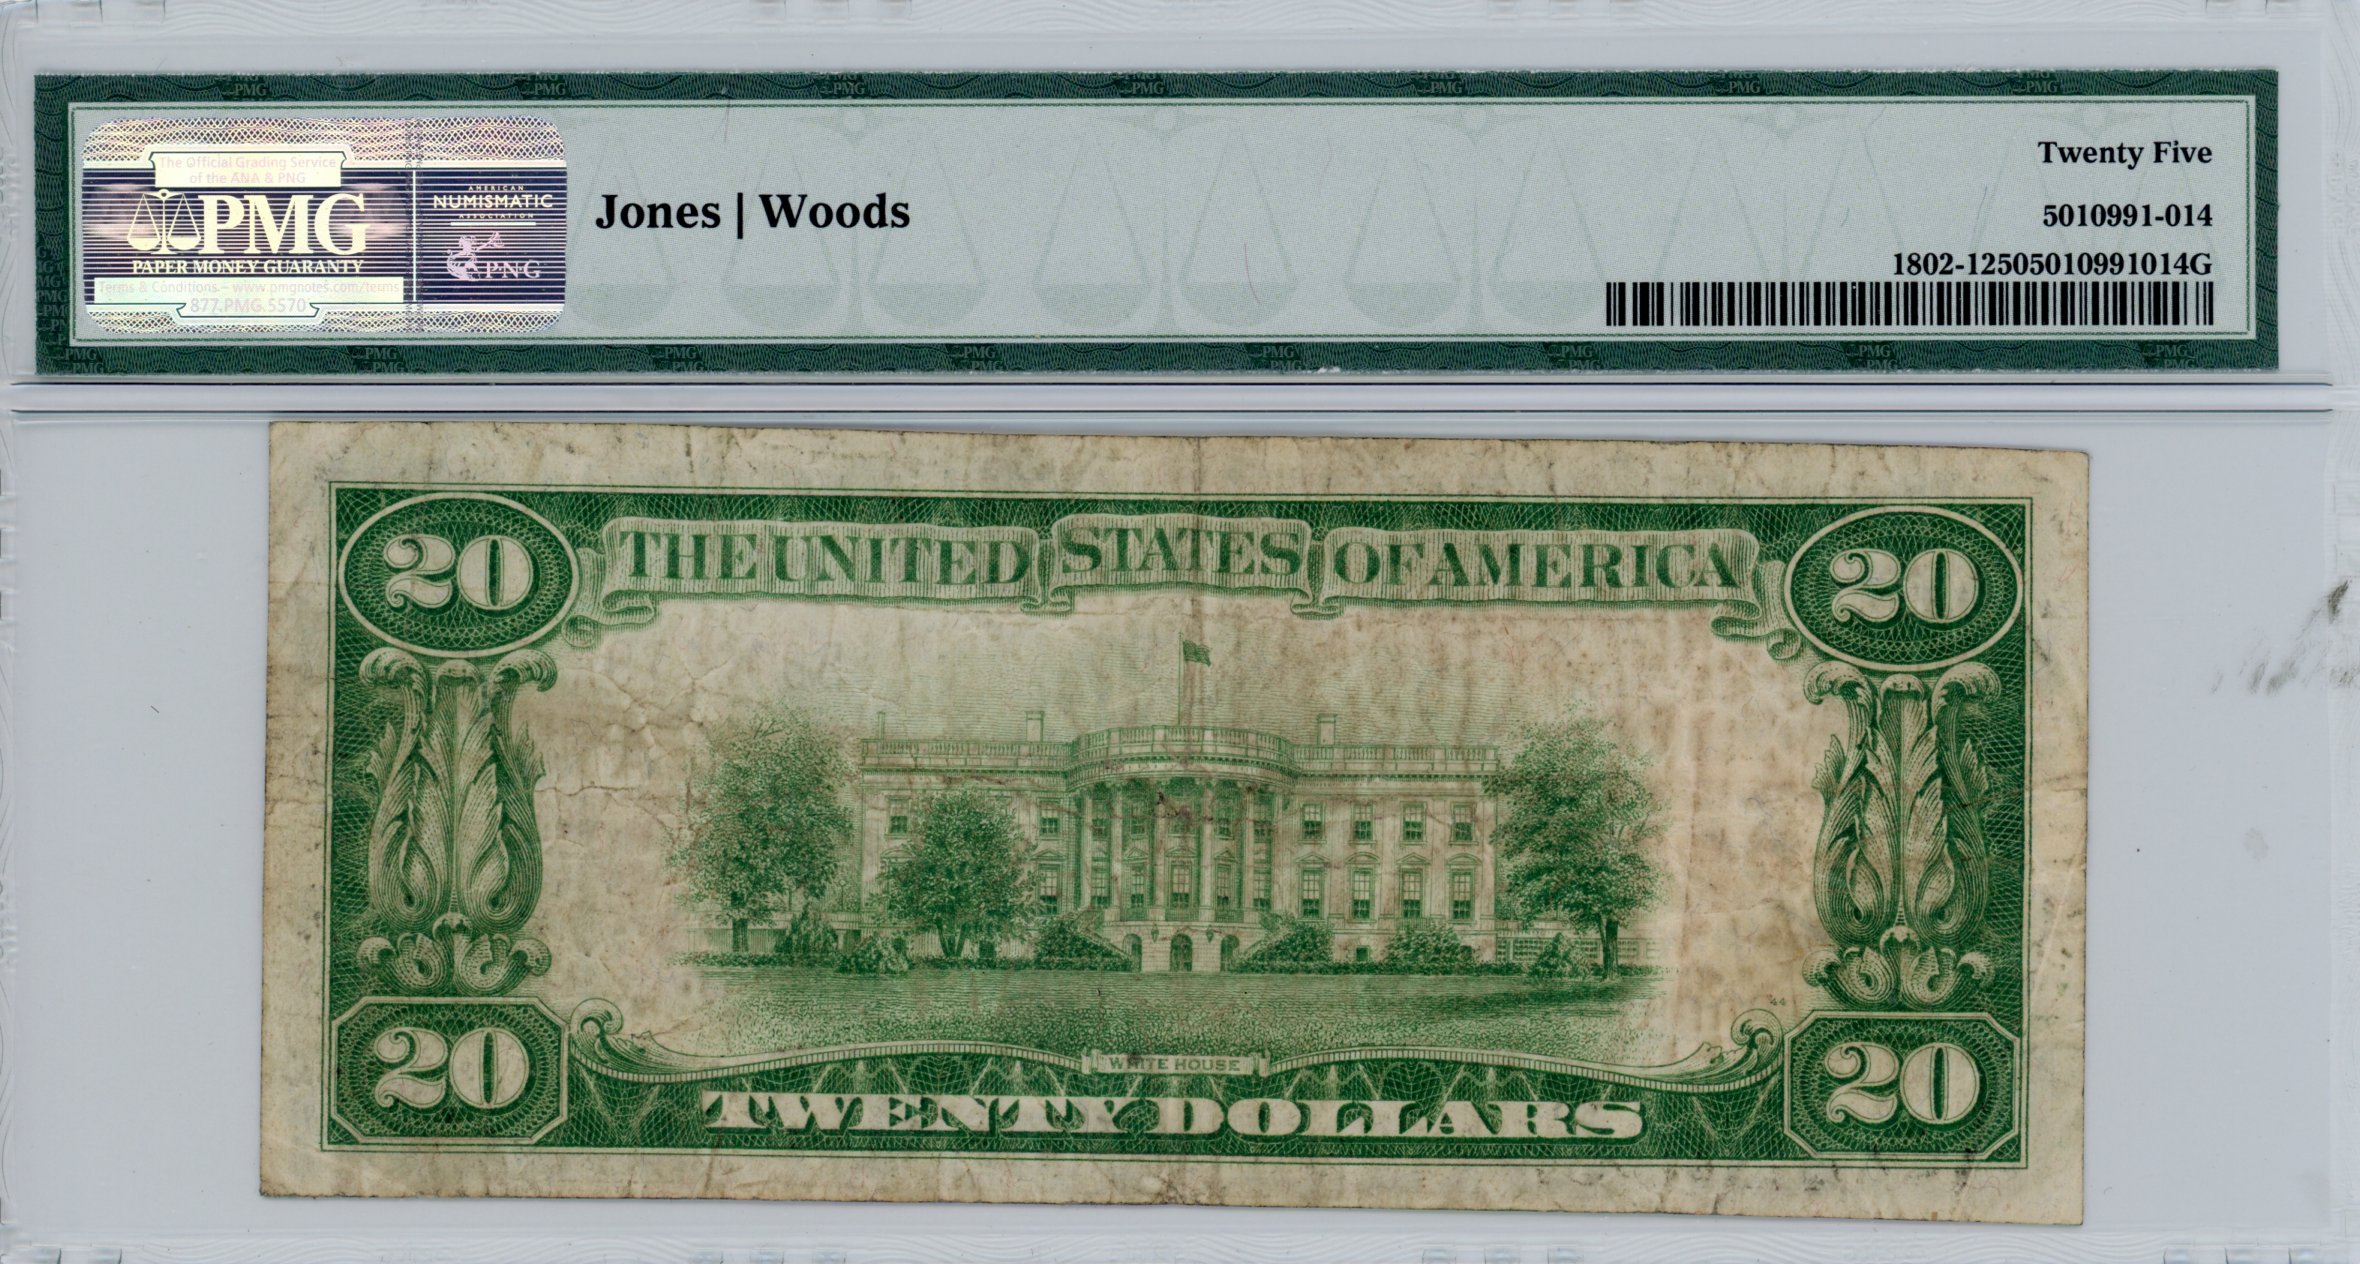 The Official Grading Service
of the ANA & PNG
PMG
PAPER MONEY GUARANTY
Terms & Conditions – www.pmgnotes.com/terms
877.PMG.5570
AMERICAN
NUMISMATIC
ASSOCIATION
P·N·G
Jones | Woods
Twenty Five
5010991-014
1802-12505010991014G
20
THE UNITED STATES OF AMERICA
20
44
20
WHITE HOUSE
TWENTY DOLLARS
20